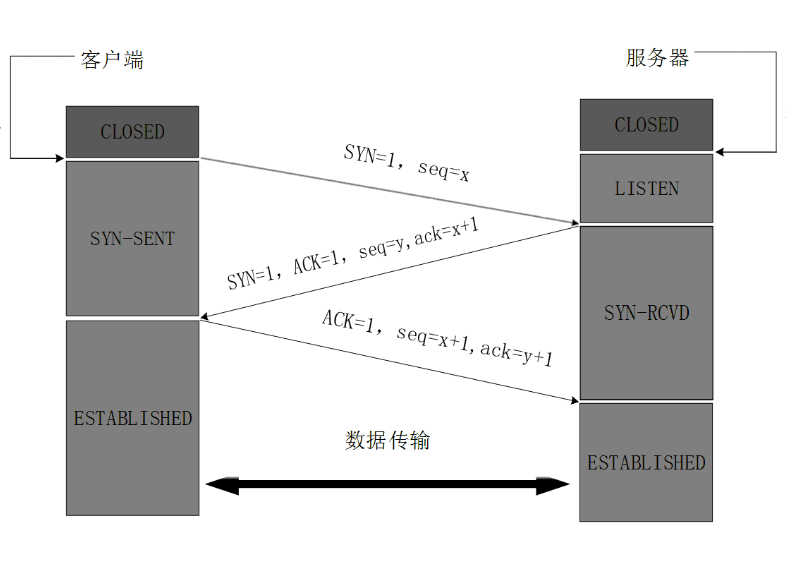 客户端
服务器
CLOSED
CLOSED
SYN=1, seq=x
LISTEN
SYN-SENT
SYN=1, ACK=1, seq=y,ack=x+1
SYN-RCVD
ACK=1, seq=x+1,ack=y+1
ESTABLISHED
数据传输
ESTABLISHED